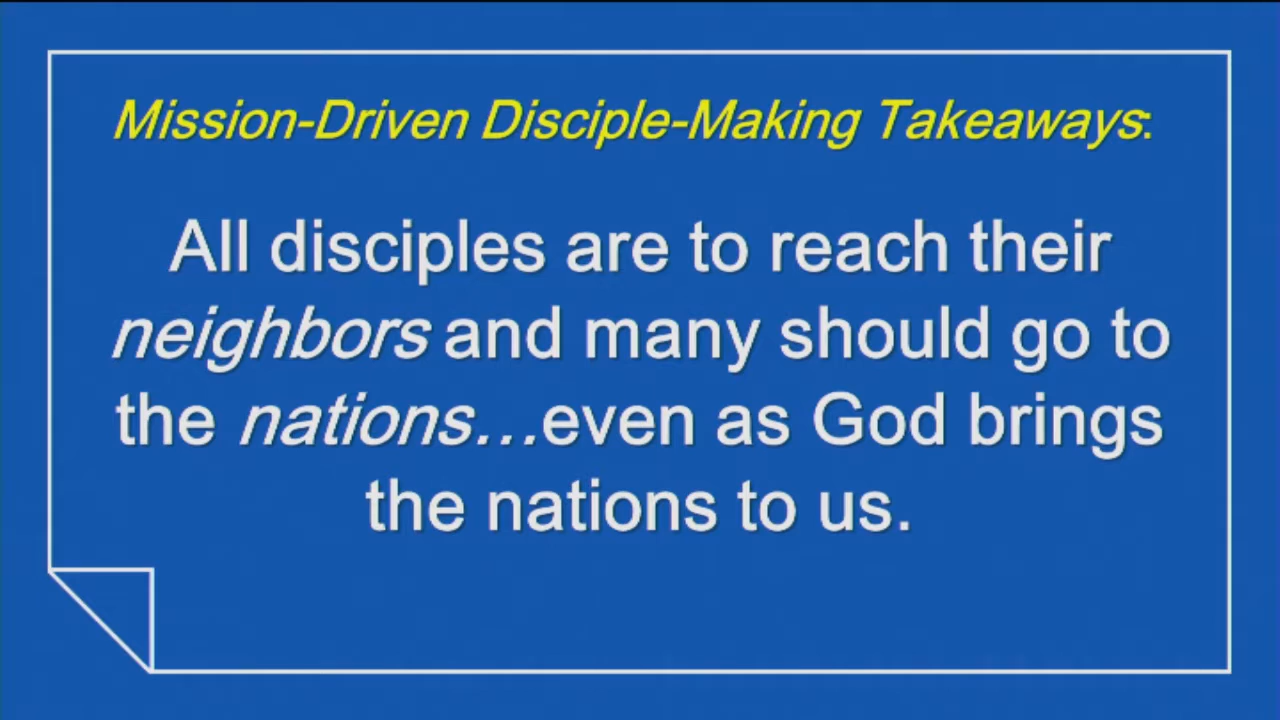 Mission-Driven Disciple-Making Takeaways:
All disciples are to reach their
neighbors and many should go to
the nations…even as God brings
the nations to us.